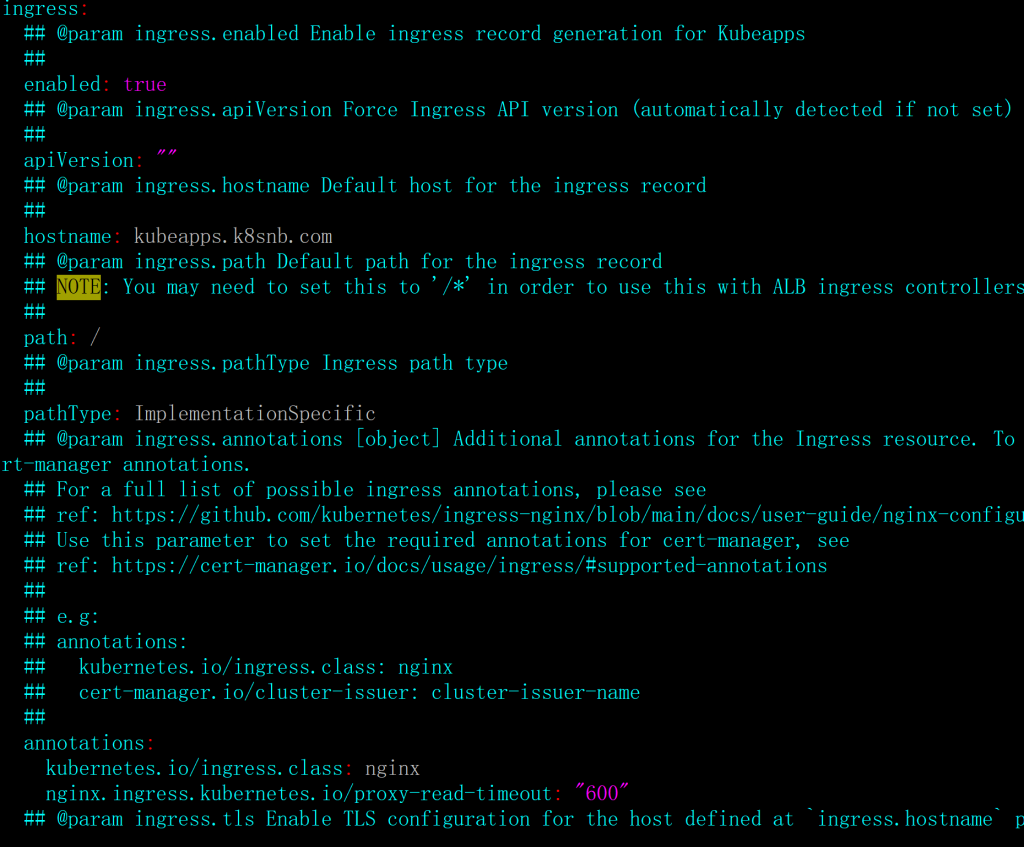 ingress:
## @param ingress.enabled Enable ingress record generation for Kubeapps
##
enabled: true
## @param ingress.apiVersion Force Ingress API version (automatically detected if not set)
##
apiVersion: ""
## @param ingress.hostname Default host for the ingress record
##
hostname: kubeapps.k8snb.com
## @param ingress.path Default path for the ingress record
## NOTE: You may need to set this to '/*' in order to use this with ALB ingress controllers
##
path: /
## @param ingress.pathType Ingress path type
##
pathType: ImplementationSpecific
## @param ingress.annotations [object] Additional annotations for the Ingress resource. To
rt-manager annotations.
## For a full list of possible ingress annotations, please see
## ref: https://github.com/kubernetes/ingress-nginx/blob/main/docs/user-guide/nginx-configu
## Use this parameter to set the required annotations for cert-manager, see
## ref: https://cert-manager.io/docs/usage/ingress/#supported-annotations
##
## e.g:
## annotations:
##   kubernetes.io/ingress.class: nginx
##   cert-manager.io/cluster-issuer: cluster-issuer-name
##
annotations:
kubernetes.io/ingress.class: nginx
nginx.ingress.kubernetes.io/proxy-read-timeout: "600"
## @param ingress.tls Enable TLS configuration for the host defined at `ingress.hostname` p